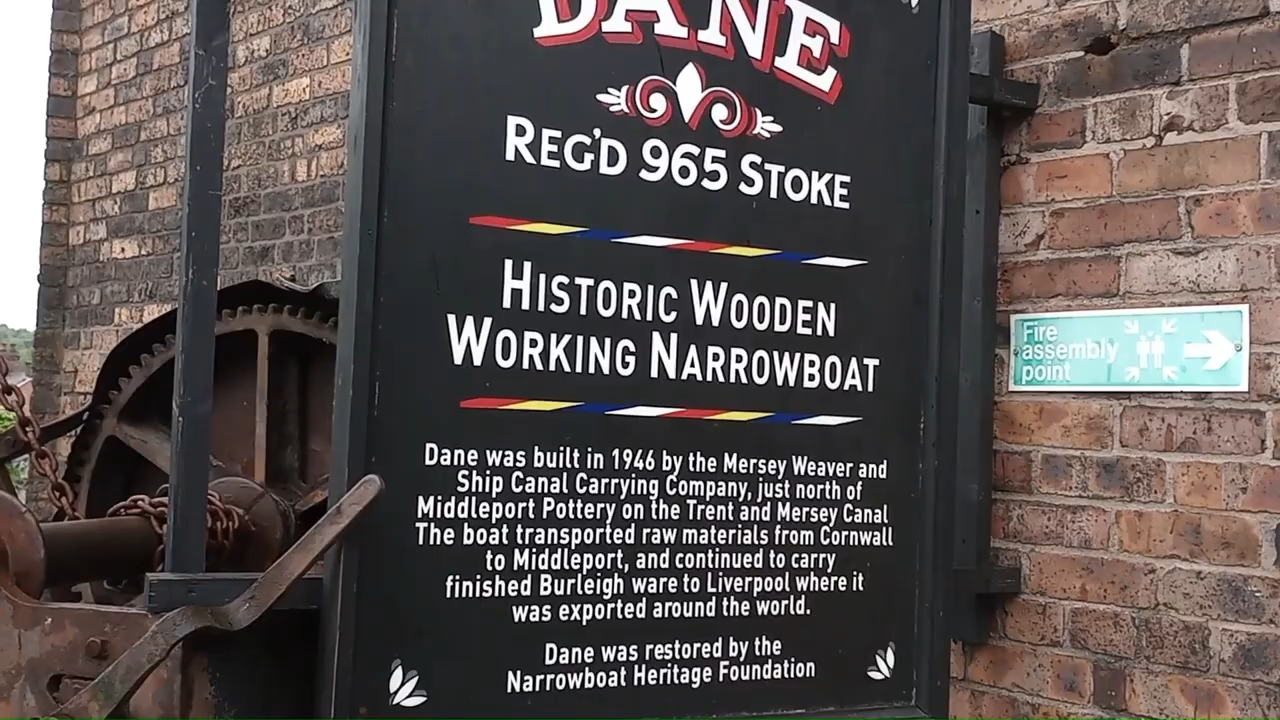 DANE
REG'D 965 STOKE
HISTORIC WOODEN
WORKING NARROWBOAT
Dane was built in 1946 by the Mersey Weaver and
Ship Canal Carrying Company, just north of
Middleport Pottery on the Trent and Mersey Canal
The boat transported raw materials from Cornwall
to Middleport, and continued to carry
finished Burleigh ware to Liverpool where it
was exported around the world.
Dane was restored by the
Narrowboat Heritage Foundation
Fire
assembly
point